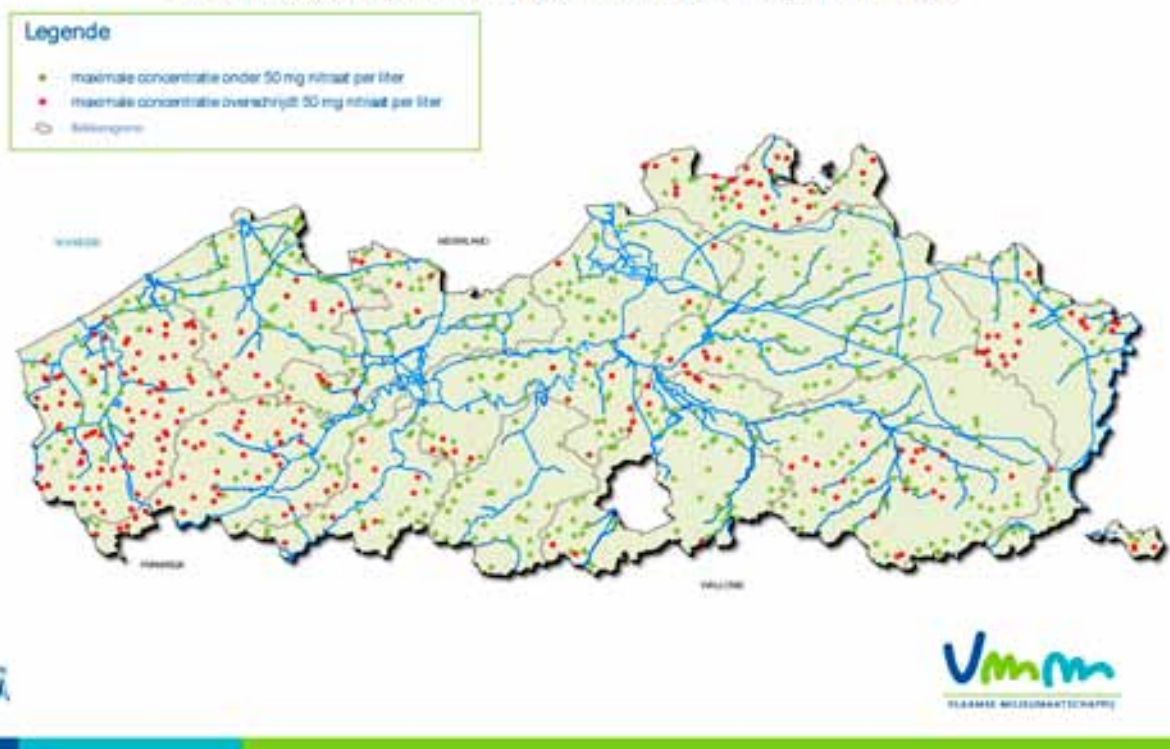 Legende
maximale concentratie onder 50 mg nitraat per liter
maximale concentratie overschrijdt 50 mg nitraat per liter
Bekkengrens
NEDERLAND
FRANKRIJK
WALLONIE
Vmm
VLAAMSE MILIEUMAATSCHAPPIJ